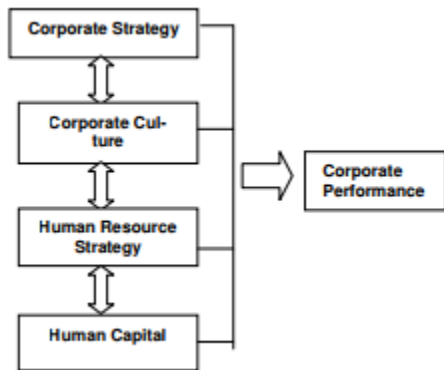 Corporate Strategy
Corporate Cul-
ture
Human Resource
Strategy
Human Capital
Corporate
Performance